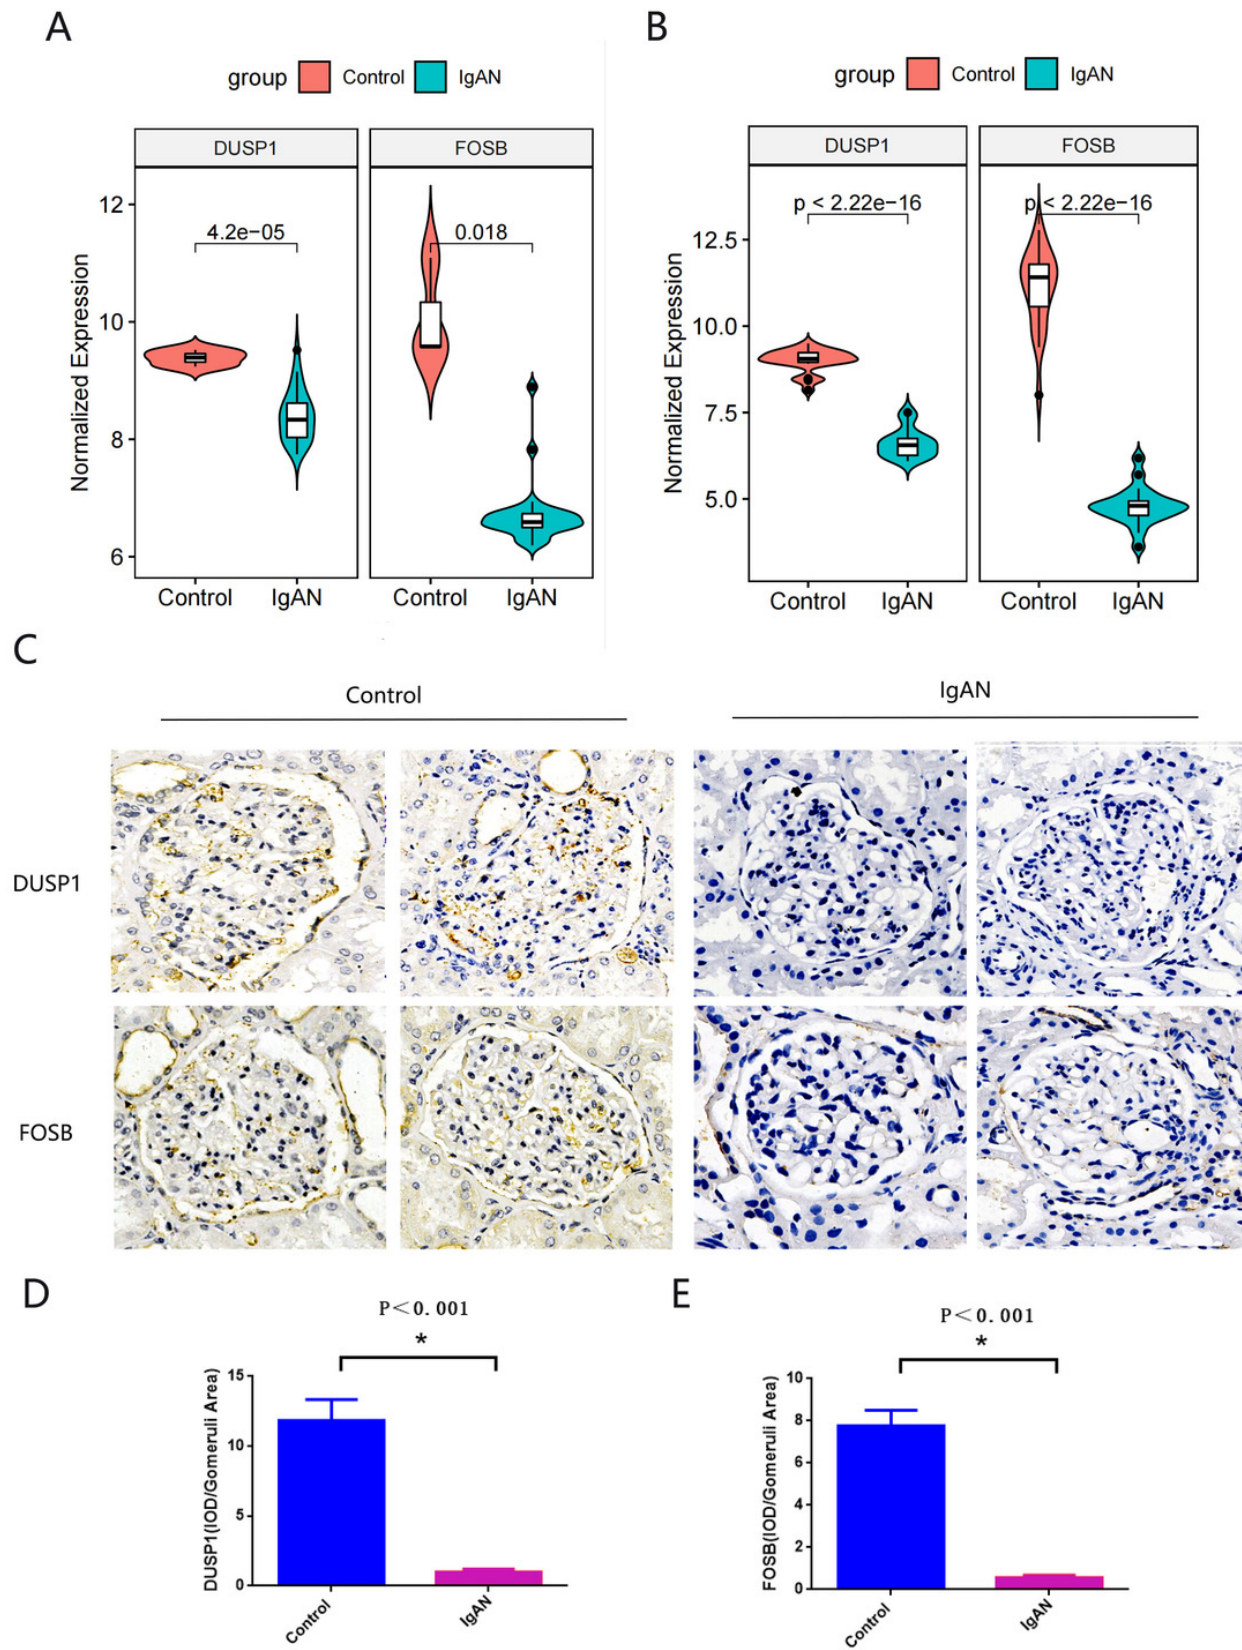 A
group Control IgAN
DUSP1 FOSB
Normalized Expression
12
10
8
6
4.2e−05
0.018
Control IgAN Control IgAN
B
group Control IgAN
DUSP1 FOSB
Normalized Expression
12.5
10.0
7.5
5.0
p < 2.22e−16
p < 2.22e−16
Control IgAN Control IgAN
C
Control IgAN
DUSP1
FOSB
D
P<0.001
*
DUSP1(IOD/Gomeruli Area)
15
10
5
0
Control IgAN
E
P<0.001
*
FOSB(IOD/Gomeruli Area)
10
8
6
4
2
0
Control IgAN